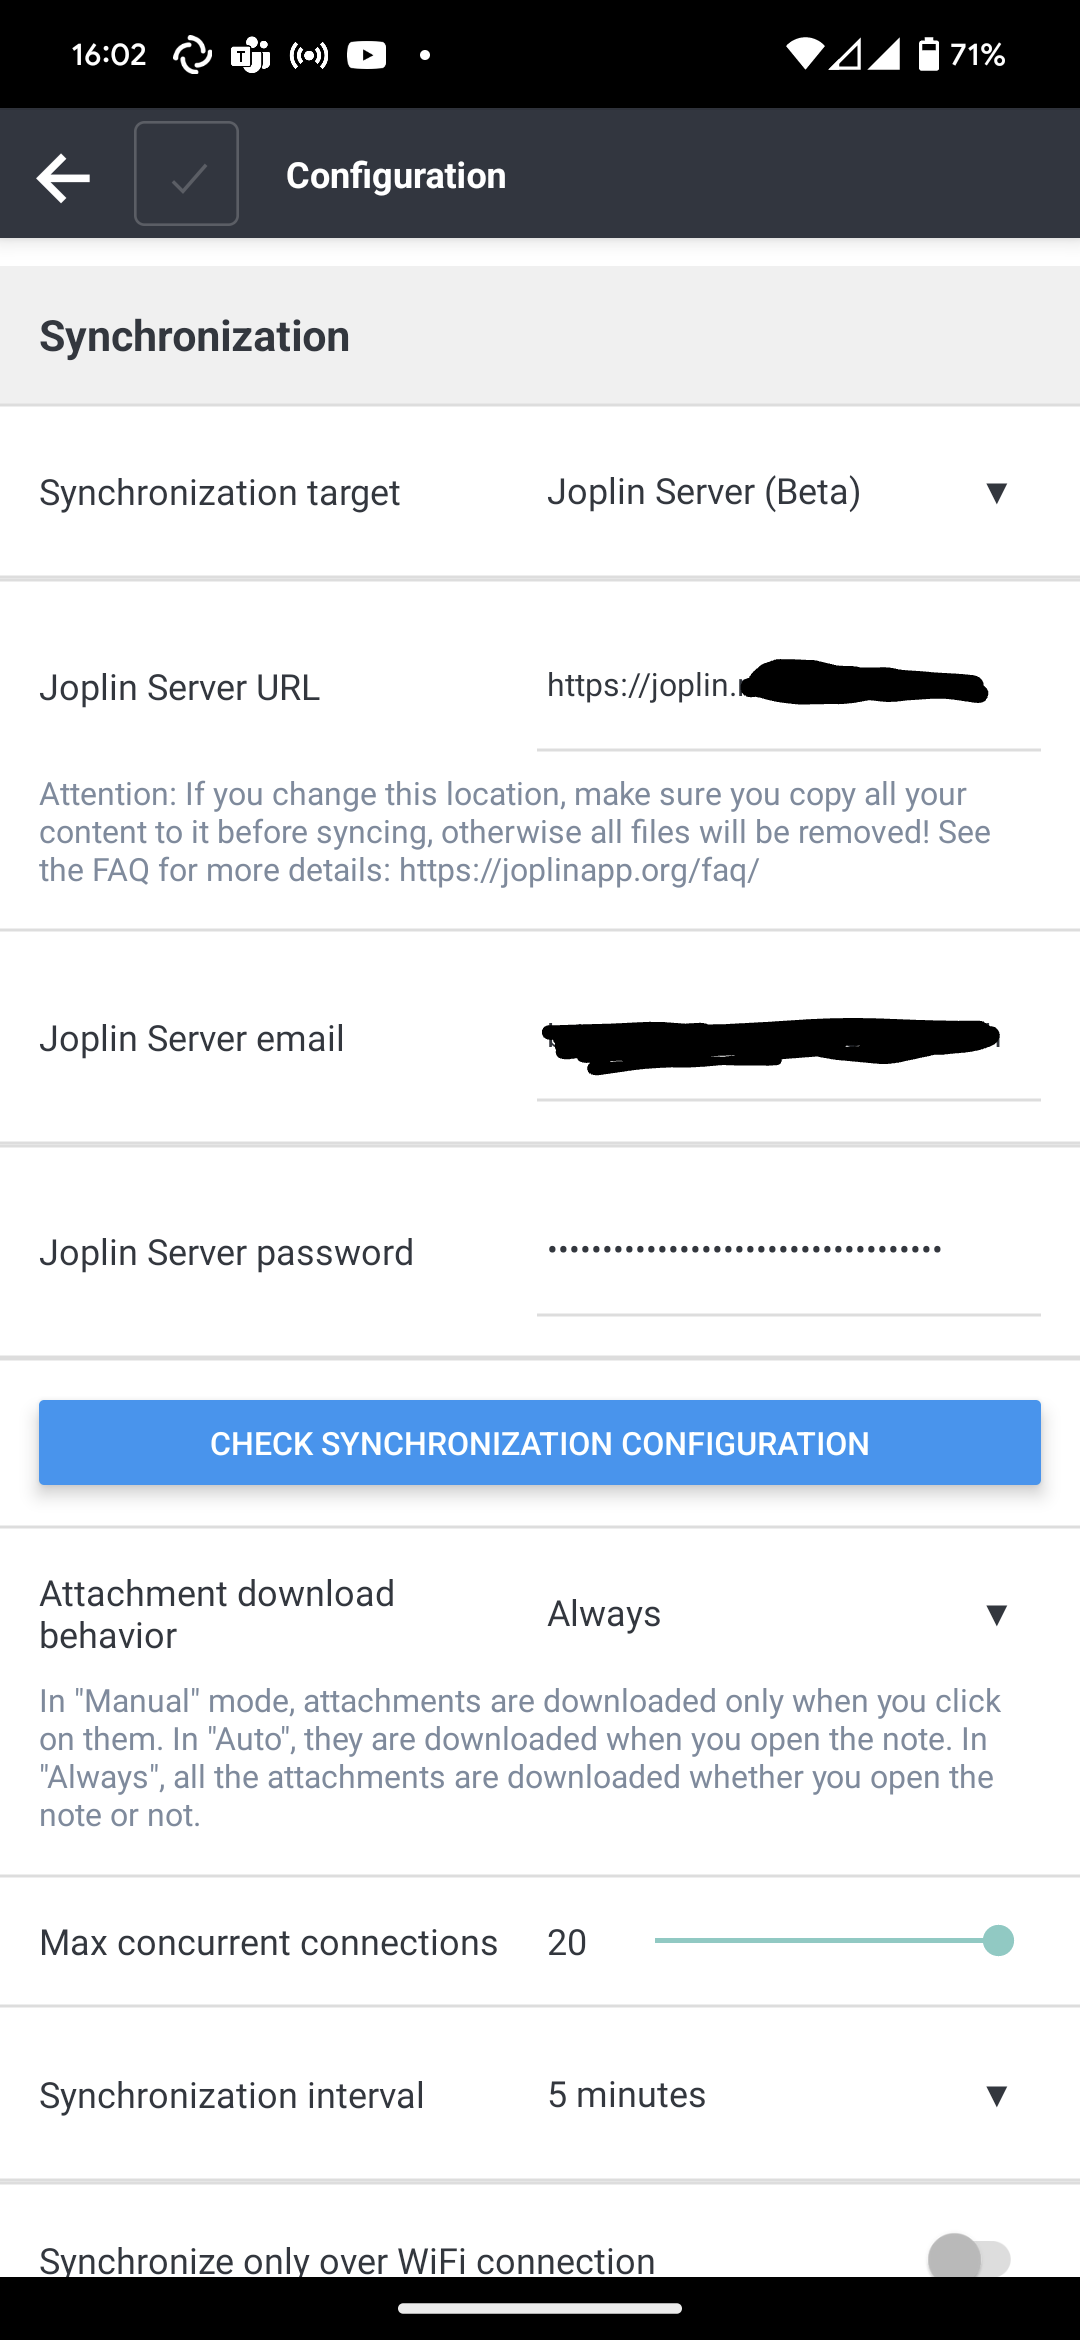 16:02 71%
Configuration
Synchronization
Synchronization target Joplin Server (Beta) ▼
Joplin Server URL https://joplin.
Attention: If you change this location, make sure you copy all your
content to it before syncing, otherwise all files will be removed! See
the FAQ for more details: https://joplinapp.org/faq/
Joplin Server email
Joplin Server password ••••••••••••••••••••••••••••••••••••
CHECK SYNCHRONIZATION CONFIGURATION
Attachment download
behavior
Always ▼
In "Manual" mode, attachments are downloaded only when you click
on them. In "Auto", they are downloaded when you open the note. In
"Always", all the attachments are downloaded whether you open the
note or not.
Max concurrent connections 20
Synchronization interval 5 minutes ▼
Synchronize only over WiFi connection